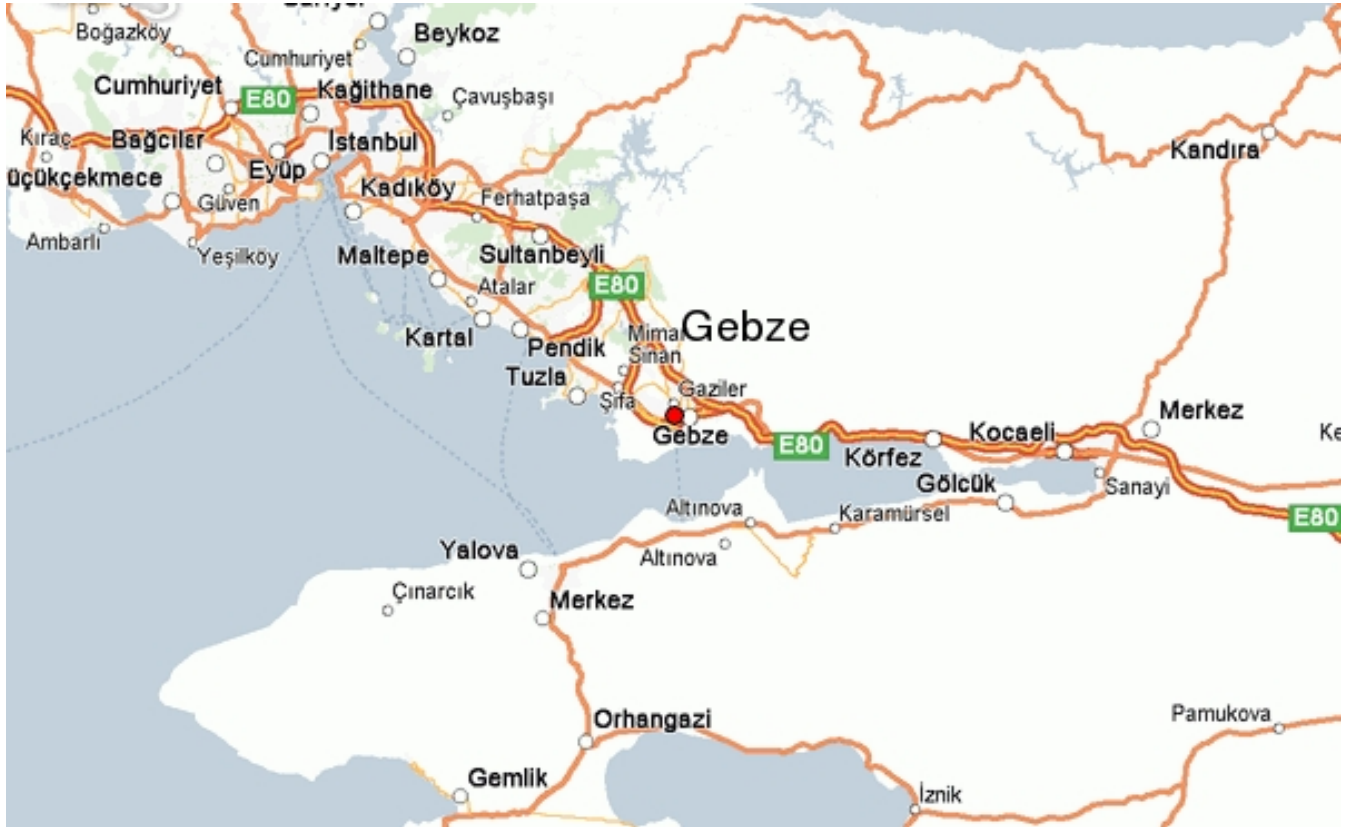 Boğazköy
Beykoz
Cumhuriyet
Cumhuriyet
E80
Kağithane
Çavuşbaşı
Kıraç
Bağcılar
İstanbul
Kandıra
Eyüp
Kadıköy
üçükçekmece
Güven
Ferhatpaşa
Ambarlı
Yeşilköy
Maltepe
Sultanbeyli
Atalar
E80
Kartal
Pendik
Mimar
Sinan
Gebze
Tuzla
Şifa
Gaziler
Gebze
E80
Körfez
Kocaeli
Merkez
Ke
Gölcük
Sanayi
Altınova
Karamürsel
E80
Yalova
Altınova
Çınarcık
Merkez
Orhangazi
Pamukova
Gemlik
İznik